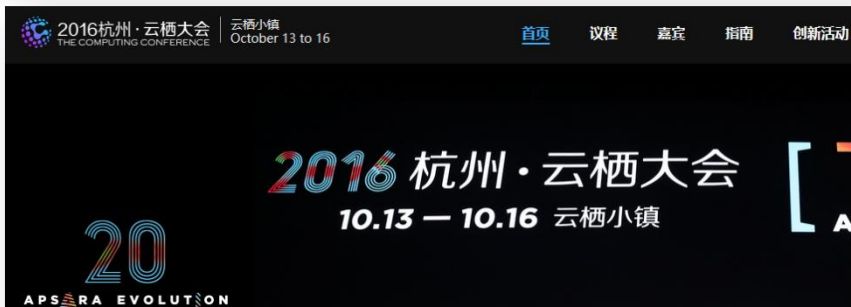 2016杭州·云栖大会
THE COMPUTING CONFERENCE
云栖小镇
October 13 to 16
首页 议程 嘉宾 指南 创新活动
2016 杭州·云栖大会
10.13 — 10.16 云栖小镇
20
APSARA EVOLUTION
A